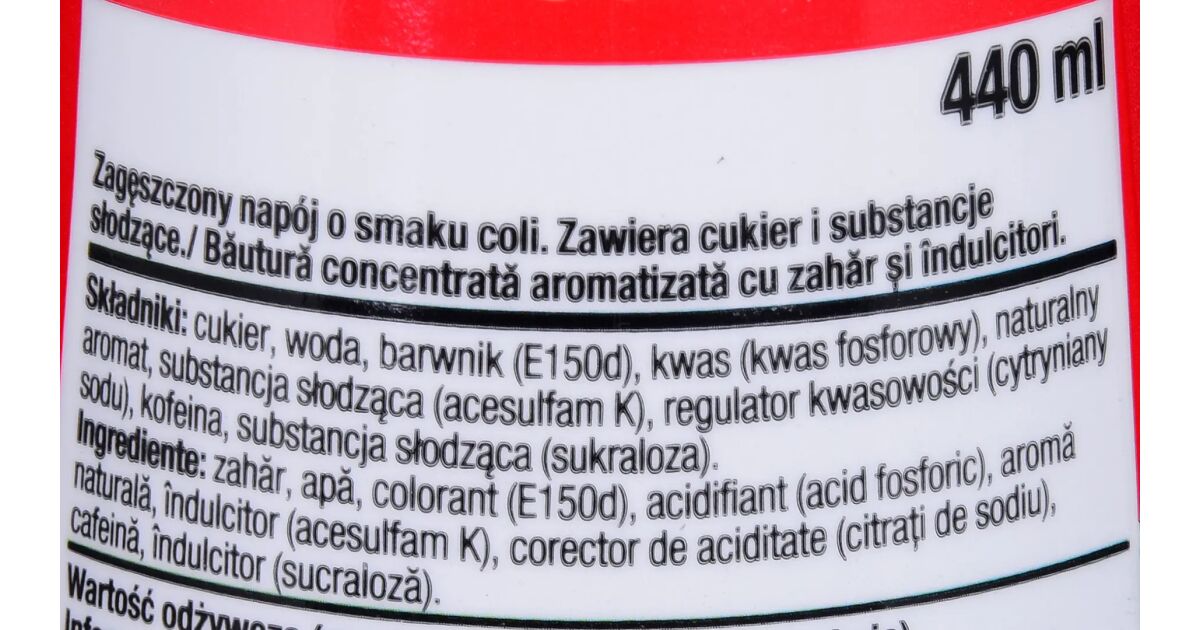 440 ml
Zagęszczony napój o smaku coli. Zawiera cukier i substancje
słodzące./ Băutură concentrată aromatizată cu zahăr și îndulcitori.
Składniki: cukier, woda, barwnik (E150d), kwas (kwas fosforowy), naturalny
aromat, substancja słodząca (acesulfam K), regulator kwasowości (cytryniany
sodu), kofeina, substancja słodząca (sukraloza).
Ingrediente: zahăr, apă, colorant (E150d), acidifiant (acid fosforic), aromă
naturală, îndulcitor (acesulfam K), corector de aciditate (citrați de sodiu),
cafeină, îndulcitor (sucraloză).
Wartość odżywcza